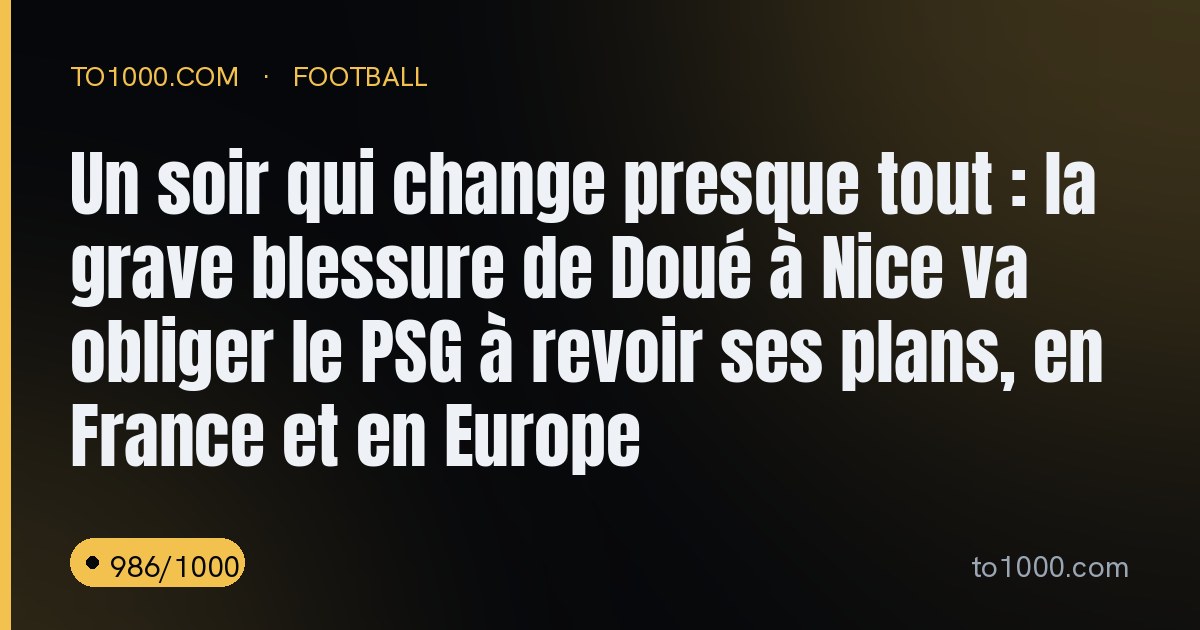 TO1000.COM · FOOTBALL
Un soir qui change presque tout : la
grave blessure de Doué à Nice va
obliger le PSG à revoir ses plans, en
France et en Europe
986/1000
to1000.com